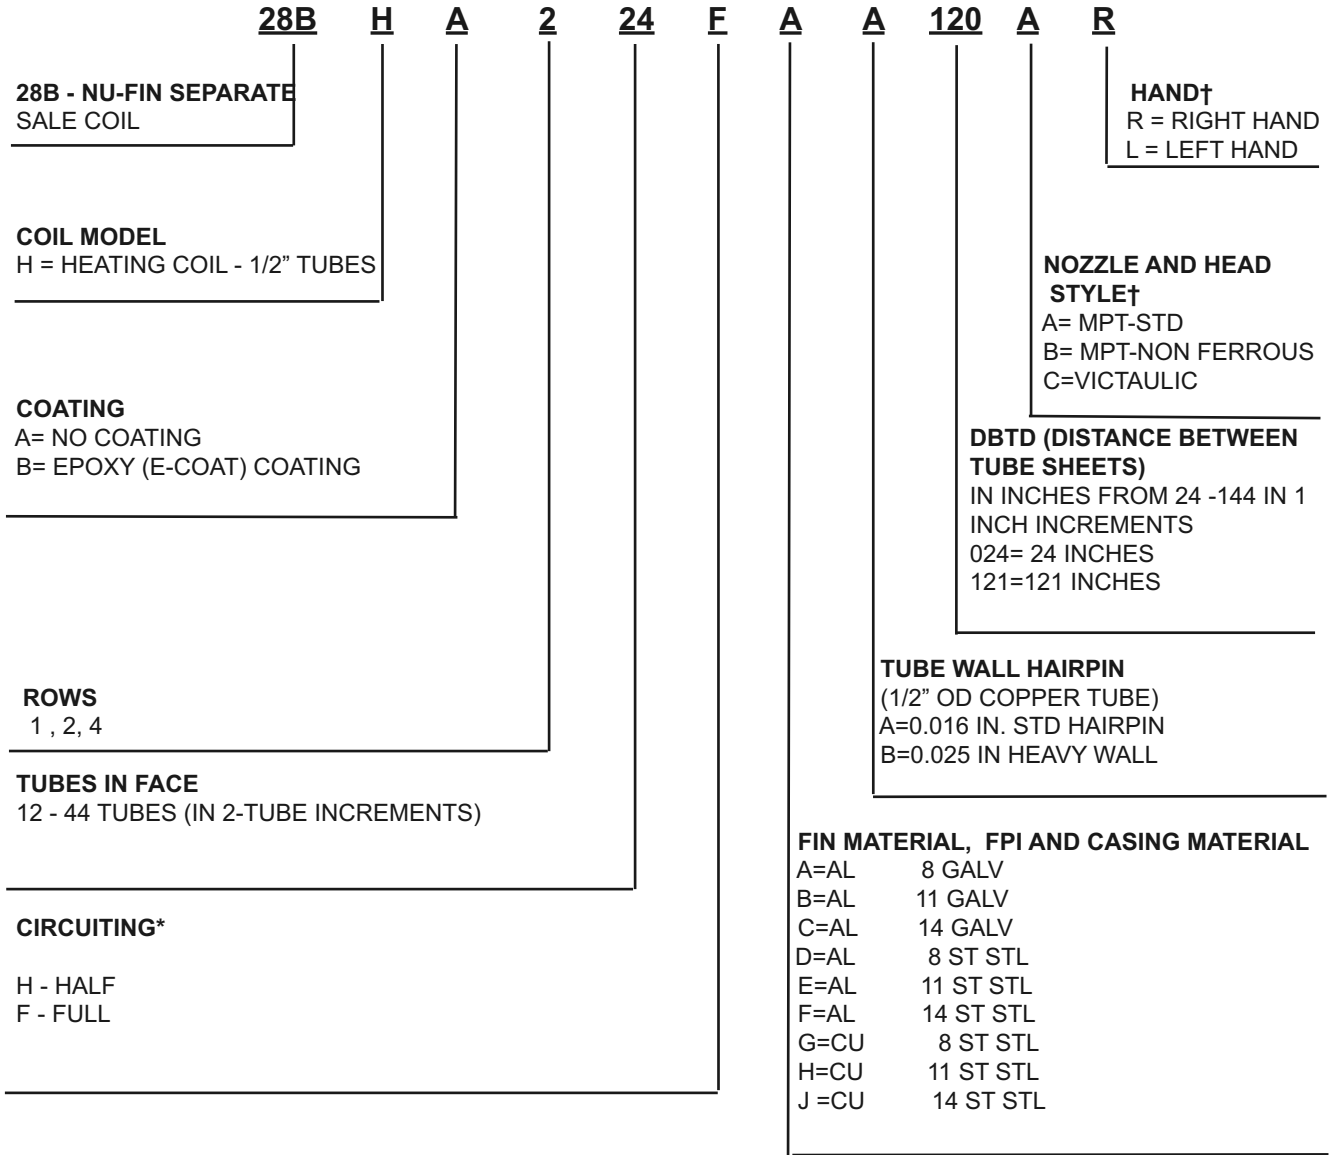 28B H A 2 24 F A A 120 A R
28B - NU-FIN SEPARATE
SALE COIL
COIL MODEL
H = HEATING COIL - 1/2” TUBES
COATING
A= NO COATING
B= EPOXY (E-COAT) COATING
ROWS
1 , 2, 4
TUBES IN FACE
12 - 44 TUBES (IN 2-TUBE INCREMENTS)
CIRCUITING*
H - HALF
F - FULL
HAND†
R = RIGHT HAND
L = LEFT HAND
NOZZLE AND HEAD
STYLE†
A= MPT-STD
B= MPT-NON FERROUS
C=VICTAULIC
DBTD (DISTANCE BETWEEN
TUBE SHEETS)
IN INCHES FROM 24 -144 IN 1
INCH INCREMENTS
024= 24 INCHES
121=121 INCHES
TUBE WALL HAIRPIN
(1/2” OD COPPER TUBE)
A=0.016 IN. STD HAIRPIN
B=0.025 IN HEAVY WALL
FIN MATERIAL, FPI AND CASING MATERIAL
A=AL 8 GALV
B=AL 11 GALV
C=AL 14 GALV
D=AL 8 ST STL
E=AL 11 ST STL
F=AL 14 ST STL
G=CU 8 ST STL
H=CU 11 ST STL
J =CU 14 ST STL